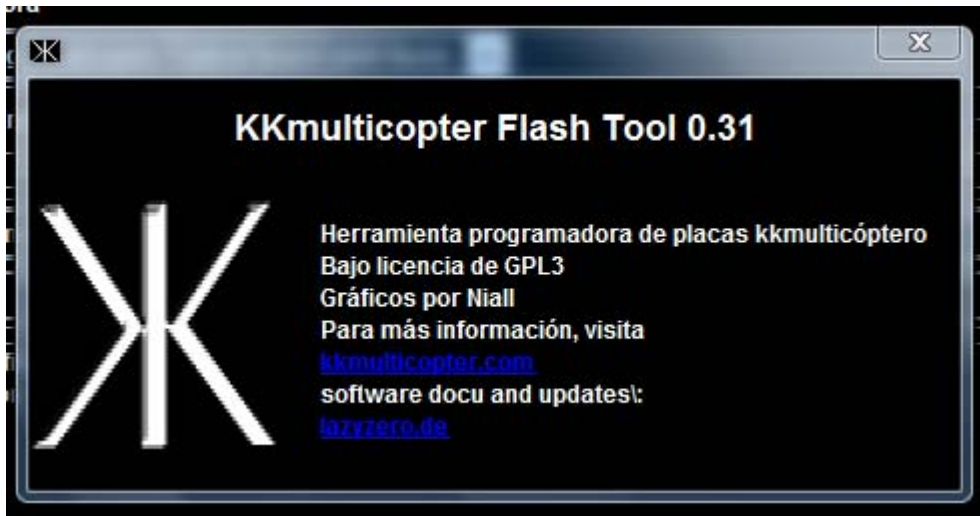 KKmulticopter Flash Tool 0.31
Herramienta programadora de placas kkmulticóptero
Bajo licencia de GPL3
Gráficos por Niall
Para más información, visita
kkmulticopter.com
software docu and updates\:
lazyzero.de